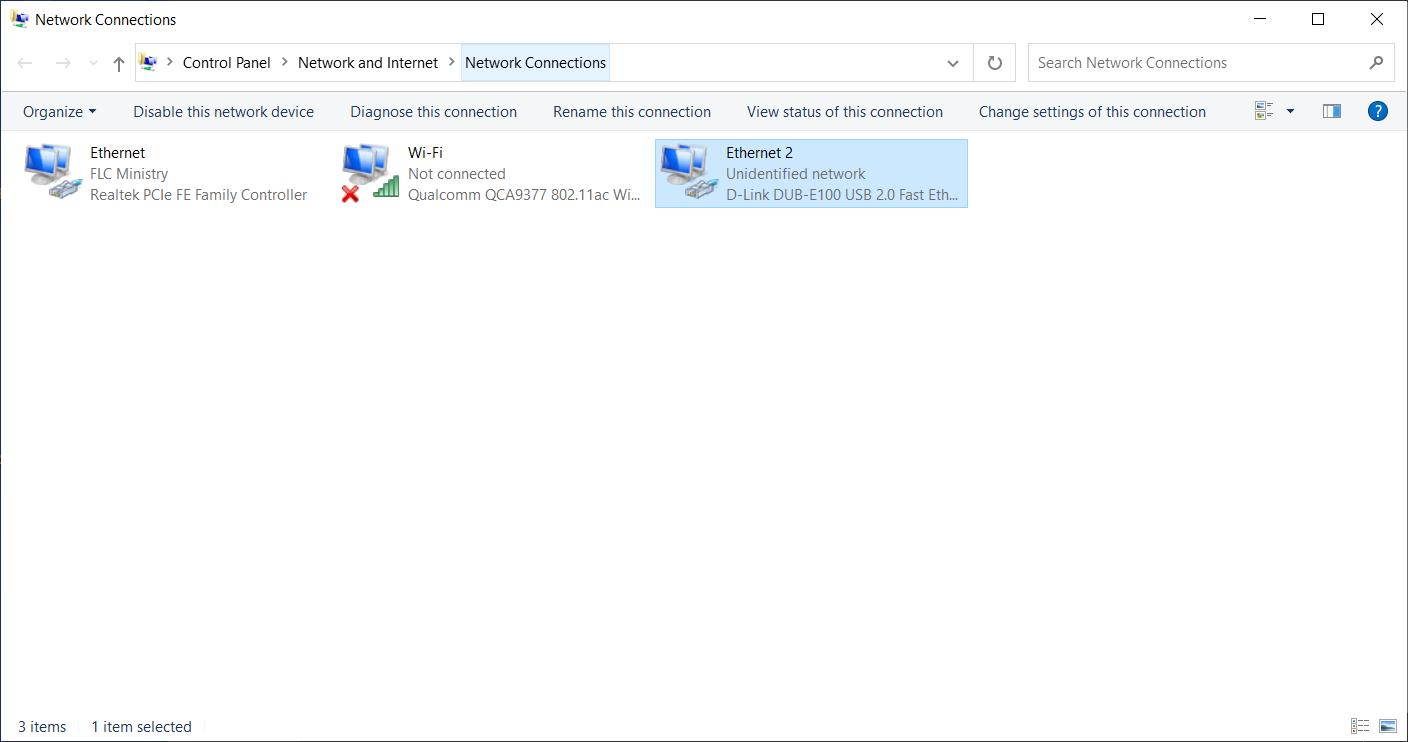 Network Connections
Control Panel > Network and Internet > Network Connections
Search Network Connections
Organize Disable this network device Diagnose this connection Rename this connection View status of this connection Change settings of this connection ?
Ethernet
FLC Ministry
Realtek PCIe FE Family Controller
Wi-Fi
Not connected
Qualcomm QCA9377 802.11ac Wi...
Ethernet 2
Unidentified network
D-Link DUB-E100 USB 2.0 Fast Eth...
3 items 1 item selected